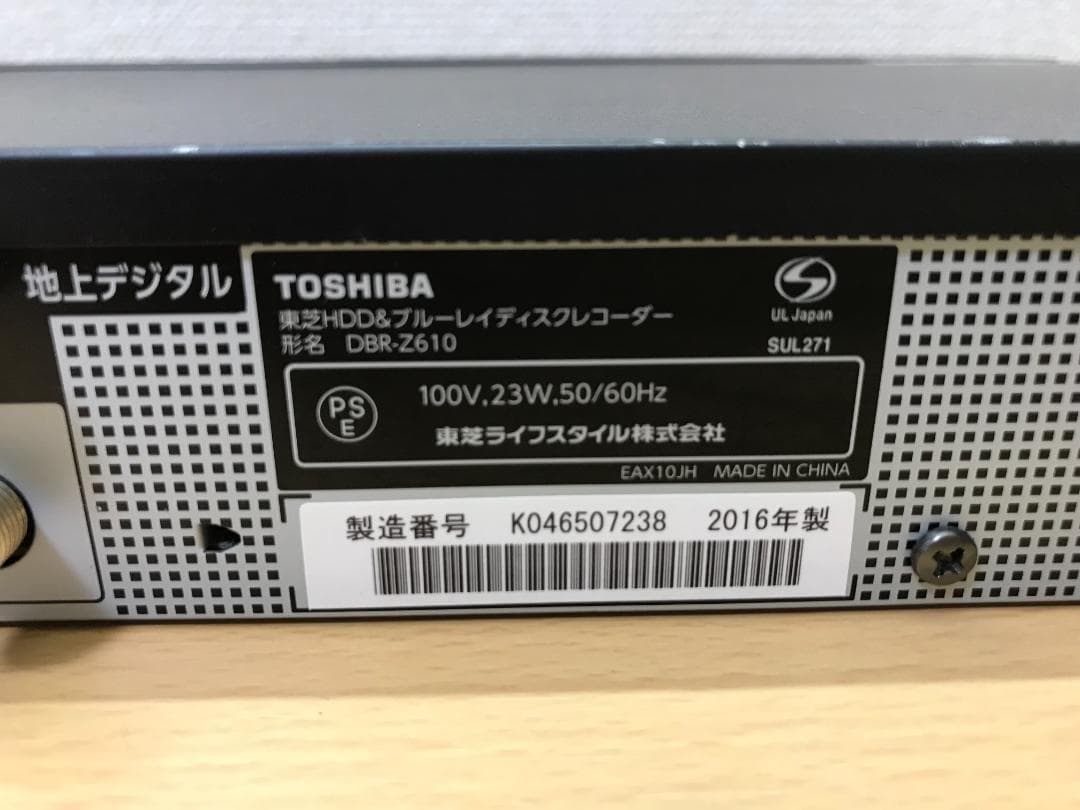 地上デジタル
TOSHIBA
東芝HDD&ブルーレイディスクレコーダー
形名 DBR-Z610
UL Japan
SUL271
PS
E
100V,23W,50/60Hz
東芝ライフスタイル株式会社
EAX10JH MADE IN CHINA
製造番号 K046507238 2016年製